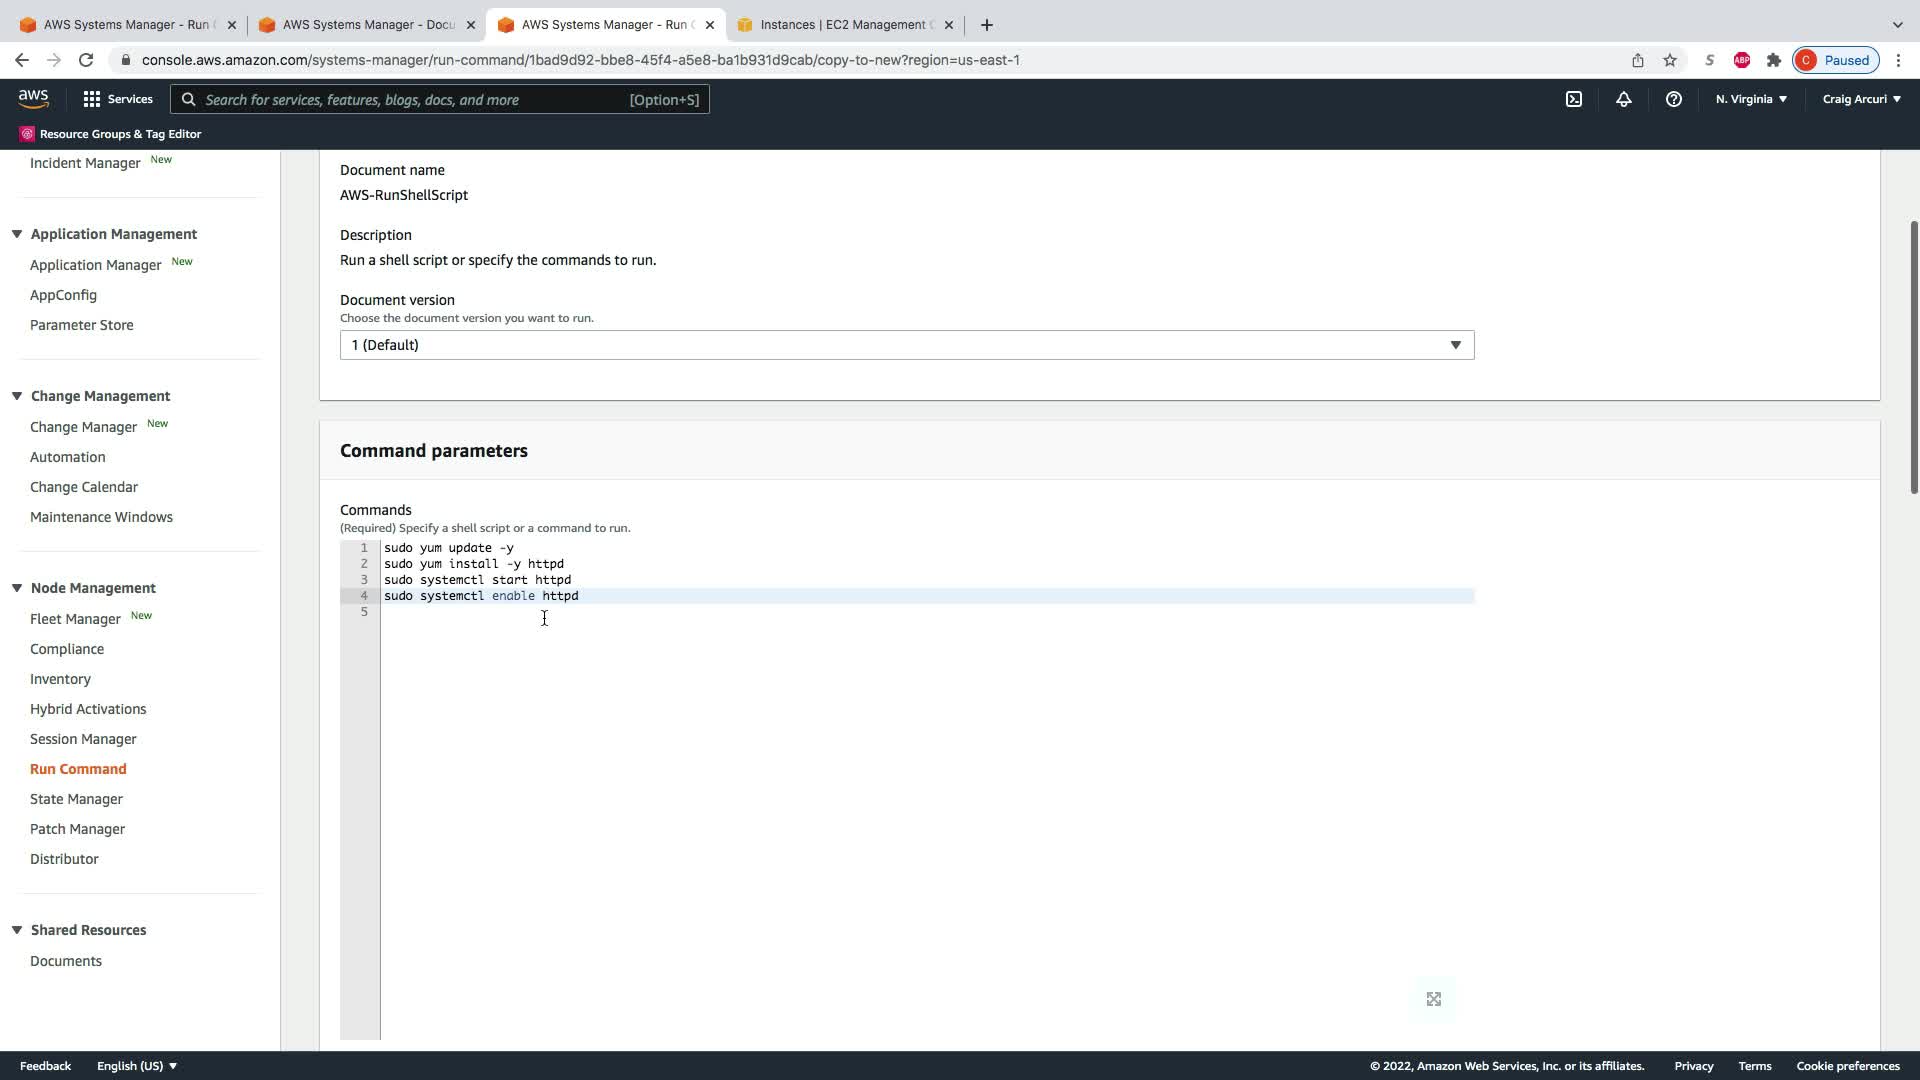 AWS Systems Manager - Run C
AWS Systems Manager - Docu
AWS Systems Manager - Run C
Instances | EC2 Management C
console.aws.amazon.com/systems-manager/run-command/1bad9d92-bbe8-45f4-a5e8-ba1b931d9cab/copy-to-new?region=us-east-1
S
ABP
C
Paused
aws
Services
Search for services, features, blogs, docs, and more
[Option+S]
N. Virginia
Craig Arcuri
Resource Groups & Tag Editor
Incident Manager New
Application Management
Application Manager New
AppConfig
Parameter Store
Change Management
Change Manager New
Automation
Change Calendar
Maintenance Windows
Node Management
Fleet Manager New
Compliance
Inventory
Hybrid Activations
Session Manager
Run Command
State Manager
Patch Manager
Distributor
Shared Resources
Documents
Document name
AWS-RunShellScript
Description
Run a shell script or specify the commands to run.
Document version
Choose the document version you want to run.
1 (Default)
Command parameters
Commands
(Required) Specify a shell script or a command to run.
1 sudo yum update -y
2 sudo yum install -y httpd
3 sudo systemctl start httpd
4 sudo systemctl enable httpd
5
Feedback
English (US)
© 2022, Amazon Web Services, Inc. or its affiliates.
Privacy
Terms
Cookie preferences